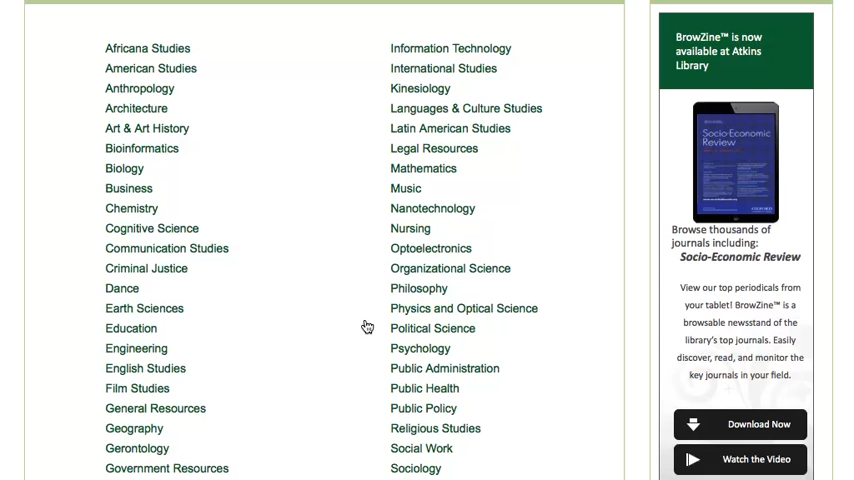 Africana Studies
American Studies
Anthropology
Architecture
Art & Art History
Bioinformatics
Biology
Business
Chemistry
Cognitive Science
Communication Studies
Criminal Justice
Dance
Earth Sciences
Education
Engineering
English Studies
Film Studies
General Resources
Geography
Gerontology
Government Resources
Information Technology
International Studies
Kinesiology
Languages & Culture Studies
Latin American Studies
Legal Resources
Mathematics
Music
Nanotechnology
Nursing
Optoelectronics
Organizational Science
Philosophy
Physics and Optical Science
Political Science
Psychology
Public Administration
Public Health
Public Policy
Religious Studies
Social Work
Sociology
BrowZine™ is now
available at Atkins
Library
Socio-Economic
Review
Browse thousands of
journals including:
Socio-Economic Review
View our top periodicals from
your tablet! BrowZine™ is a
browsable newsstand of the
library's top journals. Easily
discover, read, and monitor the
key journals in your field.
Download Now
Watch the Video